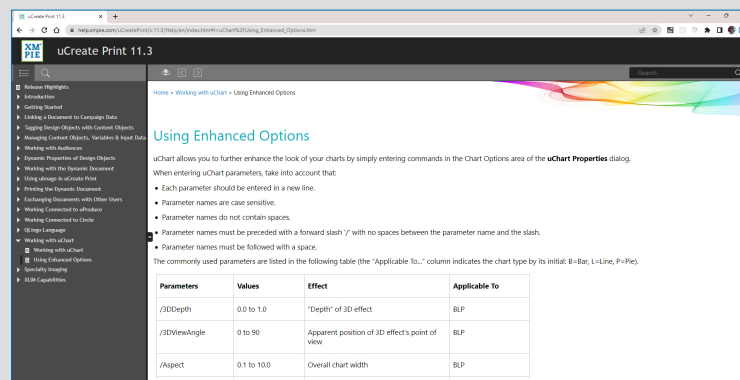 uCreate Print 11.3
help.xmpie.com/uCreatePrint/v.11.3/Help/en/index.htm#t=uChart%2FUsing_Enhanced_Options.htm
XM
PIE
uCreate Print 11.3
Search
Release Highlights
Introduction
Getting Started
Linking a Document to Campaign Data
Tagging Design Objects with Content Objects
Managing Content Objects, Variables & Input Data
Working with Audiences
Dynamic Properties of Design Objects
Working with the Dynamic Document
Using uImage in uCreate Print
Printing the Dynamic Document
Exchanging Documents with Other Users
Working Connected to uProduce
Working Connected to Circle
QLingo Language
Working with uChart
Working with uChart
Using Enhanced Options
Specialty Imaging
XLIM Capabilities
Home > Working with uChart > Using Enhanced Options
Using Enhanced Options
uChart allows you to further enhance the look of your charts by simply entering commands in the Chart Options area of the uChart Properties dialog.
When entering uChart parameters, take into account that:
• Each parameter should be entered in a new line.
• Parameter names are case sensitive.
• Parameter names do not contain spaces.
• Parameter names must be preceded with a forward slash '/' with no spaces between the parameter name and the slash.
• Parameter names must be followed with a space.
The commonly used parameters are listed in the following table (the "Applicable To..." column indicates the chart type by its initial: B=Bar, L=Line, P=Pie).
Parameters Values Effect Applicable To
/3DDepth 0.0 to 1.0 "Depth" of 3D effect BLP
/3DViewAngle 0 to 90 Apparent position of 3D effect's point of view BLP
/Aspect 0.1 to 10.0 Overall chart width BLP